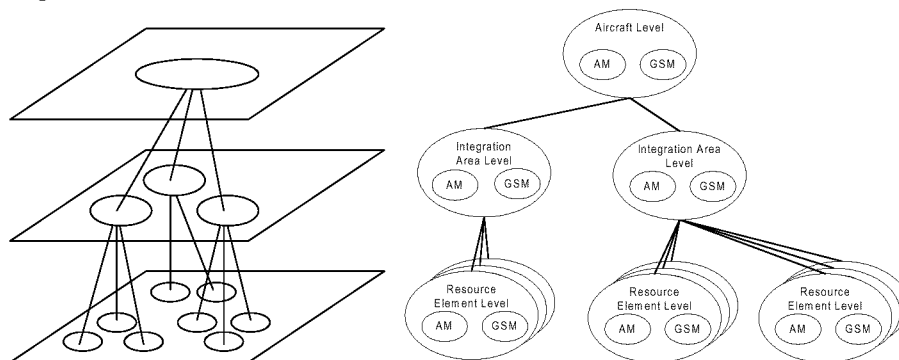 Aircraft Level
AM GSM
Integration
Area Level
AM GSM
Integration Area
Level
AM GSM
Resource
Element Level
AM GSM
Resource
Element Level
AM GSM
Resource
Element Level
AM GSM